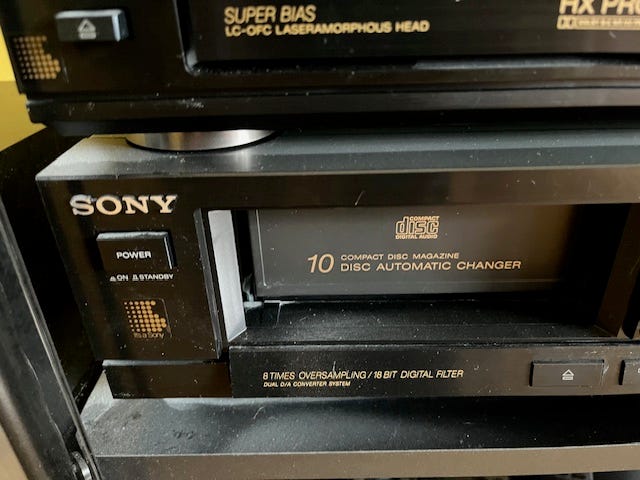 SUPER BIAS
LC-OFC LASERAMORPHOUS HEAD
HX PRO
SONY
POWER
ON STANDBY
It's a Sony
COMPACT
disc
DIGITAL AUDIO
10 COMPACT DISC MAGAZINE
DISC AUTOMATIC CHANGER
8 TIMES OVERSAMPLING / 18 BIT DIGITAL FILTER
DUAL D/A CONVERTER SYSTEM